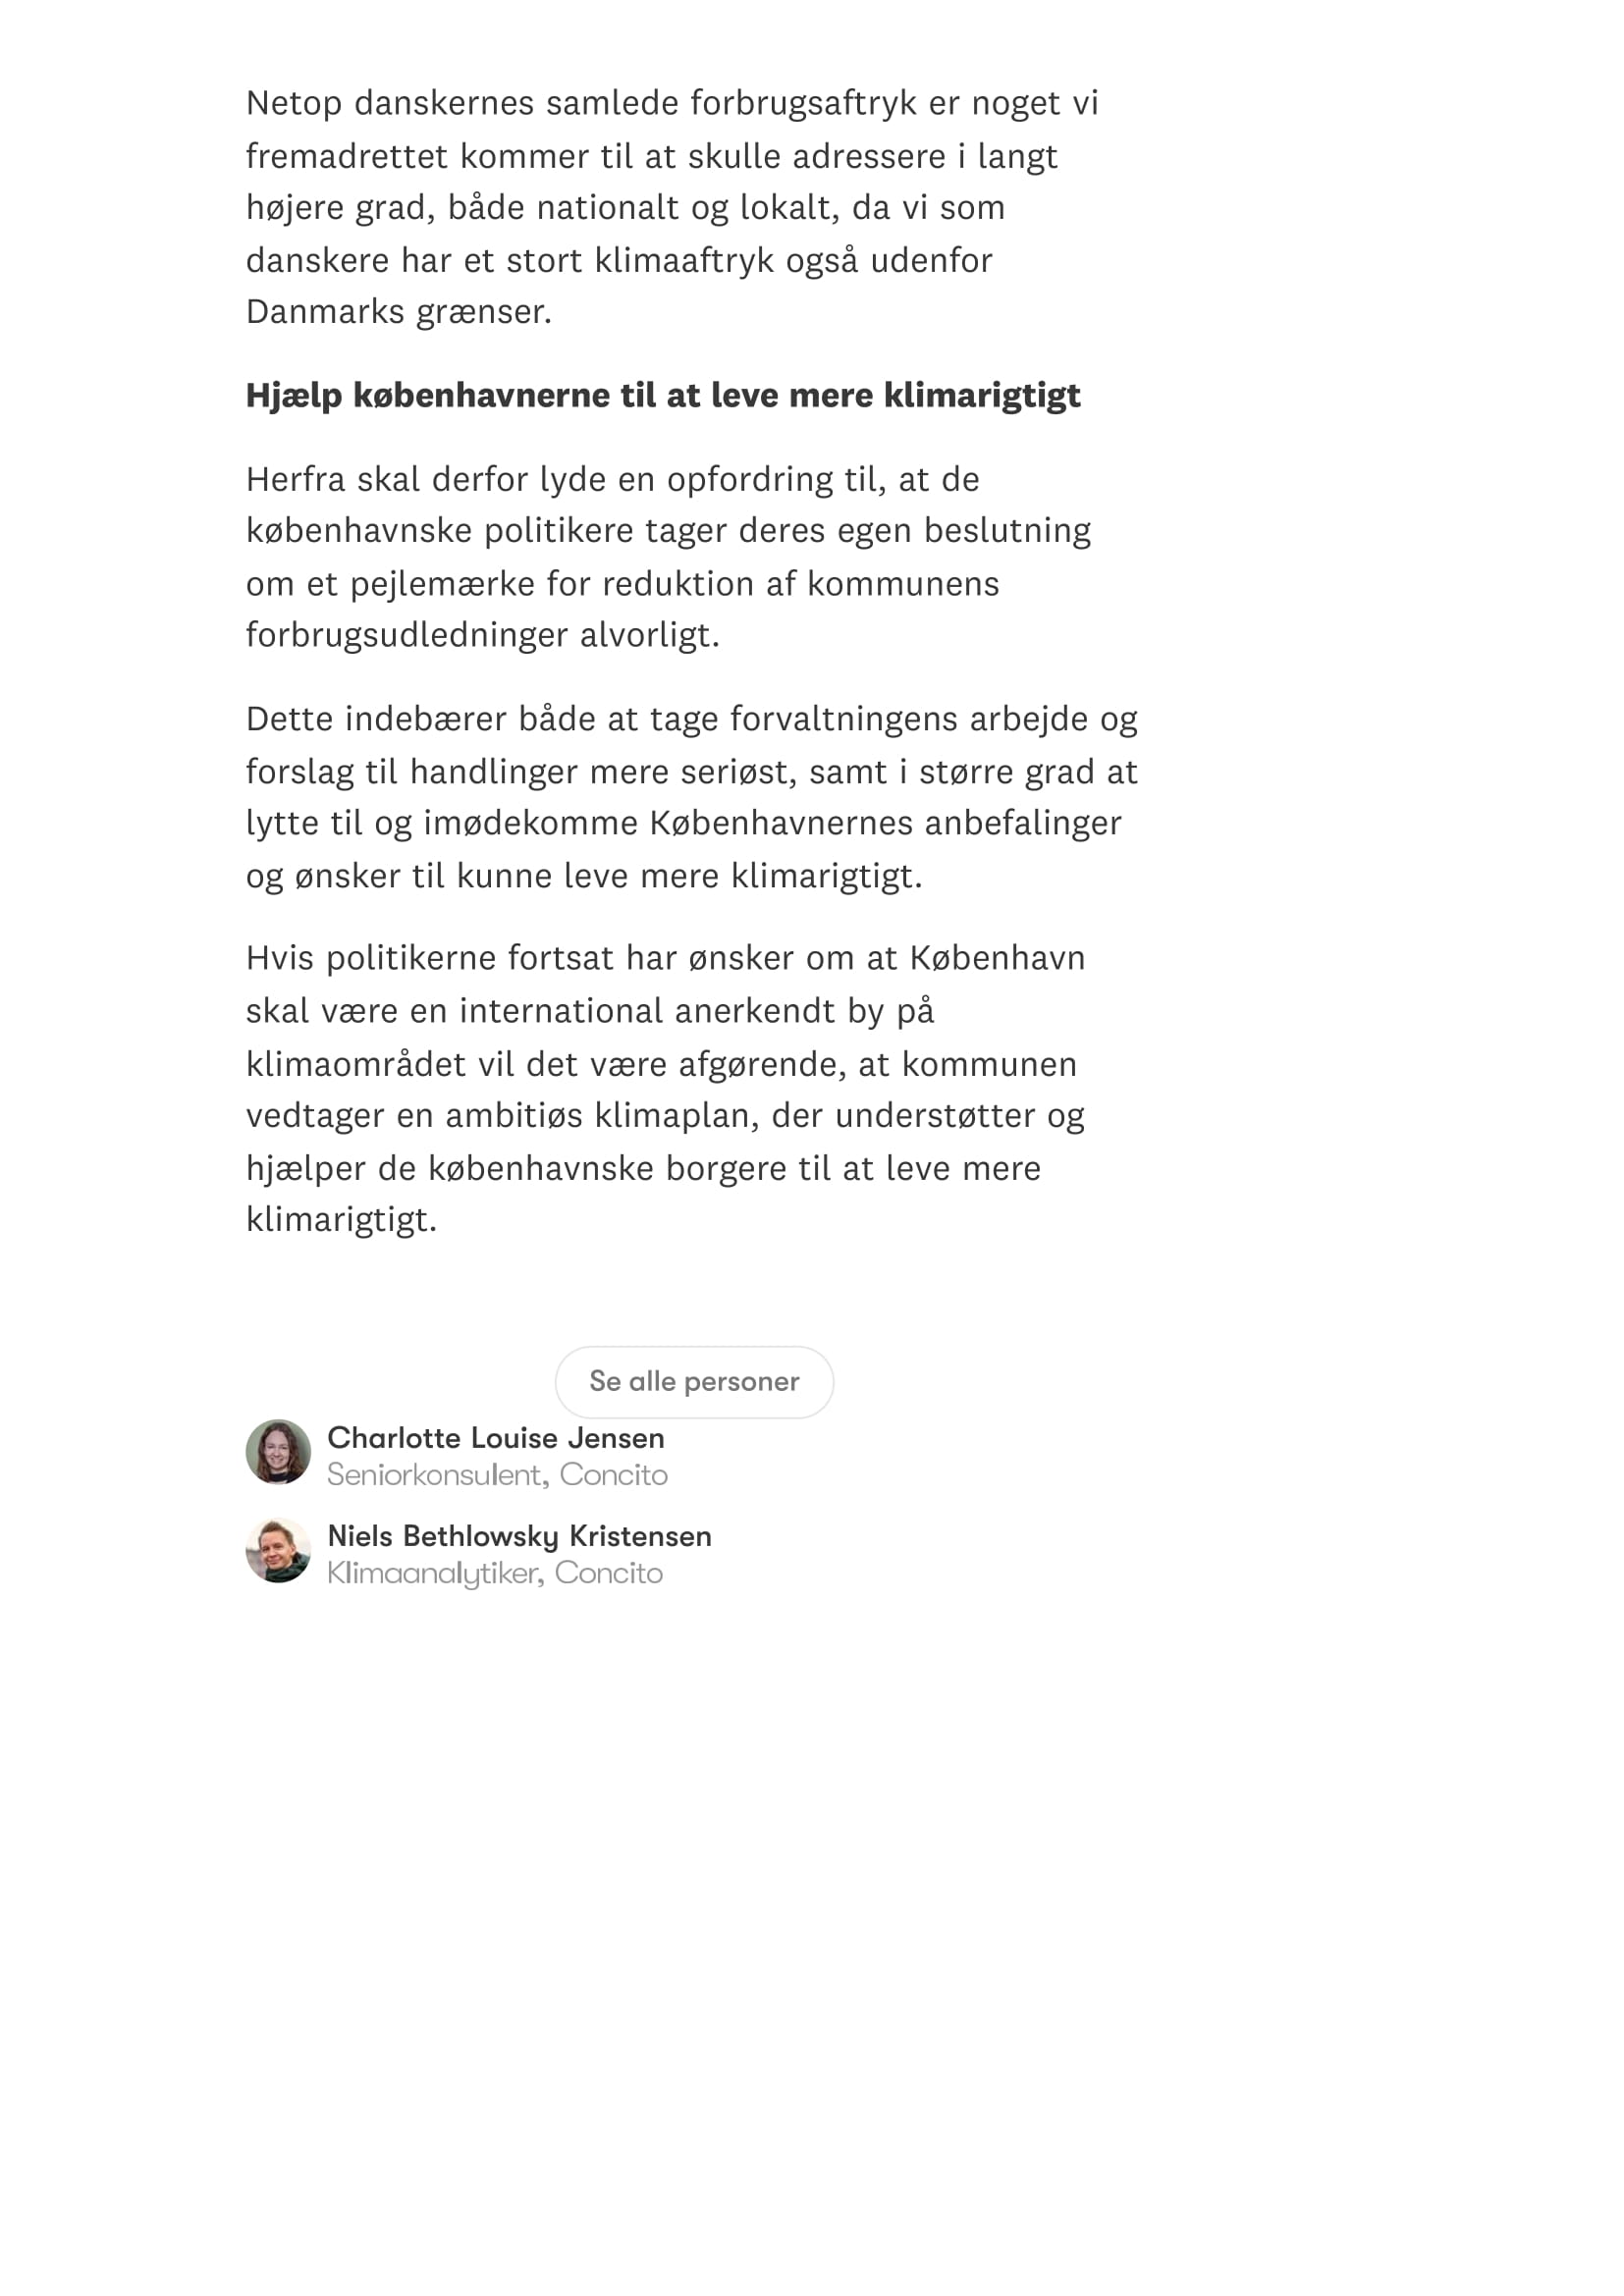 Netop danskernes samlede forbrugsaftryk er noget vi
fremadrettet kommer til at skulle adressere i langt
højere grad, både nationalt og lokalt, da vi som
danskere har et stort klimaaftryk også udenfor
Danmarks grænser.
Hjælp københavnerne til at leve mere klimarigtigt
Herfra skal derfor lyde en opfordring til, at de
københavnske politikere tager deres egen beslutning
om et pejlemærke for reduktion af kommunens
forbrugsudledninger alvorligt.
Dette indebærer både at tage forvaltningens arbejde og
forslag til handlinger mere seriøst, samt i større grad at
lytte til og imødekomme Københavnernes anbefalinger
og ønsker til kunne leve mere klimarigtigt.
Hvis politikerne fortsat har ønsker om at København
skal være en international anerkendt by på
klimaområdet vil det være afgørende, at kommunen
vedtager en ambitiøs klimaplan, der understøtter og
hjælper de københavnske borgere til at leve mere
klimarigtigt.
Se alle personer
Charlotte Louise Jensen
Seniorkonsulent, Concito
Niels Bethlowsky Kristensen
Klimaanalytiker, Concito